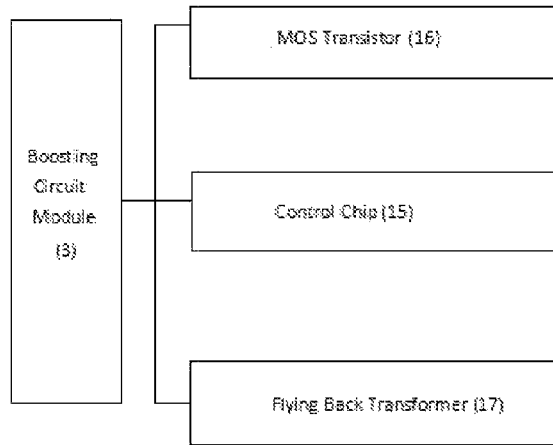 MOS Transistor (16)
Boosting
Circuit
Module
(3)
Control Chip (15)
Flying Back Transformer (17)